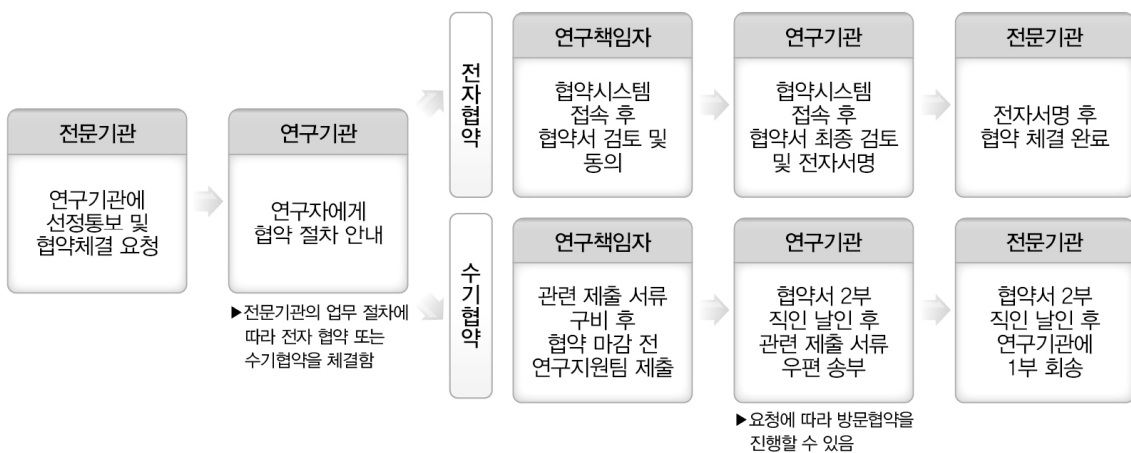 전문기관
연구기관에
선정통보 및
협약체결 요청
연구기관
연구자에게
협약 절차 안내
▶전문기관의 업무 절차에
따라 전자 협약 또는
수기협약을 체결함
전자협약
연구책임자
협약시스템
접속 후
협약서 검토 및
동의
연구기관
협약시스템
접속 후
협약서 최종 검토
및 전자서명
전문기관
전자서명 후
협약 체결 완료
수기협약
연구책임자
관련 제출 서류
구비 후
협약 마감 전
연구지원팀 제출
연구기관
협약서 2부
직인 날인 후
관련 제출 서류
우편 송부
▶요청에 따라 방문협약을
진행할 수 있음
전문기관
협약서 2부
직인 날인 후
연구기관에
1부 회송